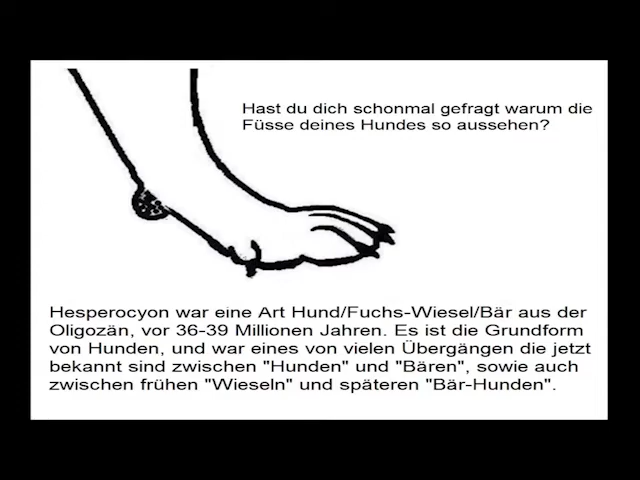 Hast du dich schonmal gefragt warum die
Füsse deines Hundes so aussehen?
Hesperocyon war eine Art Hund/Fuchs-Wiesel/Bär aus der
Oligozän, vor 36-39 Millionen Jahren. Es ist die Grundform
von Hunden, und war eines von vielen Übergängen die jetzt
bekannt sind zwischen "Hunden" und "Bären", sowie auch
zwischen frühen "Wieseln" und späteren "Bär-Hunden".